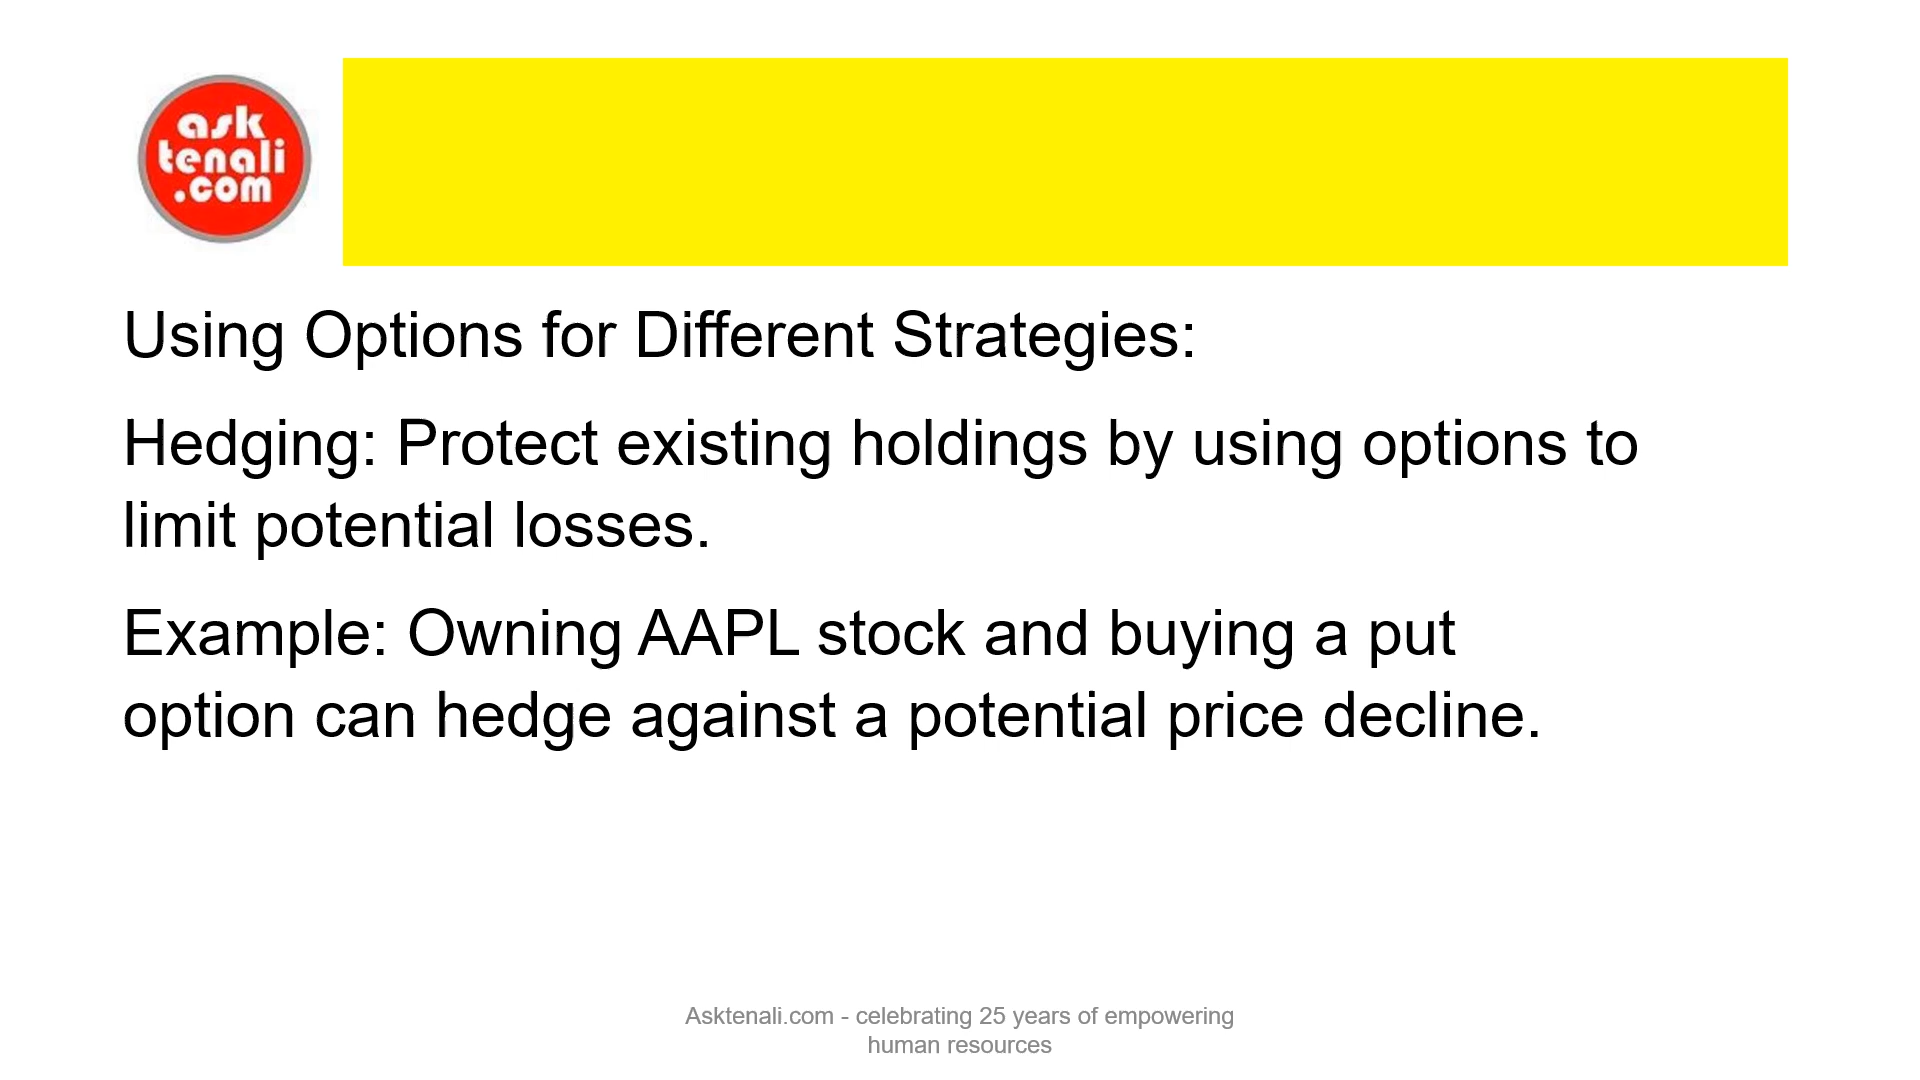 ask
tenali
.com
Using Options for Different Strategies:
Hedging: Protect existing holdings by using options to
limit potential losses.
Example: Owning AAPL stock and buying a put
option can hedge against a potential price decline.
Asktenali.com - celebrating 25 years of empowering
human resources